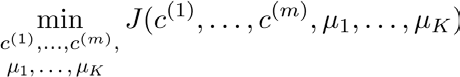 min J(c^{(1)}, . . . , c^{(m)}, μ_1, . . . , μ_K)
c^{(1)},...,c^{(m)},
μ_1, . . . , μ_K